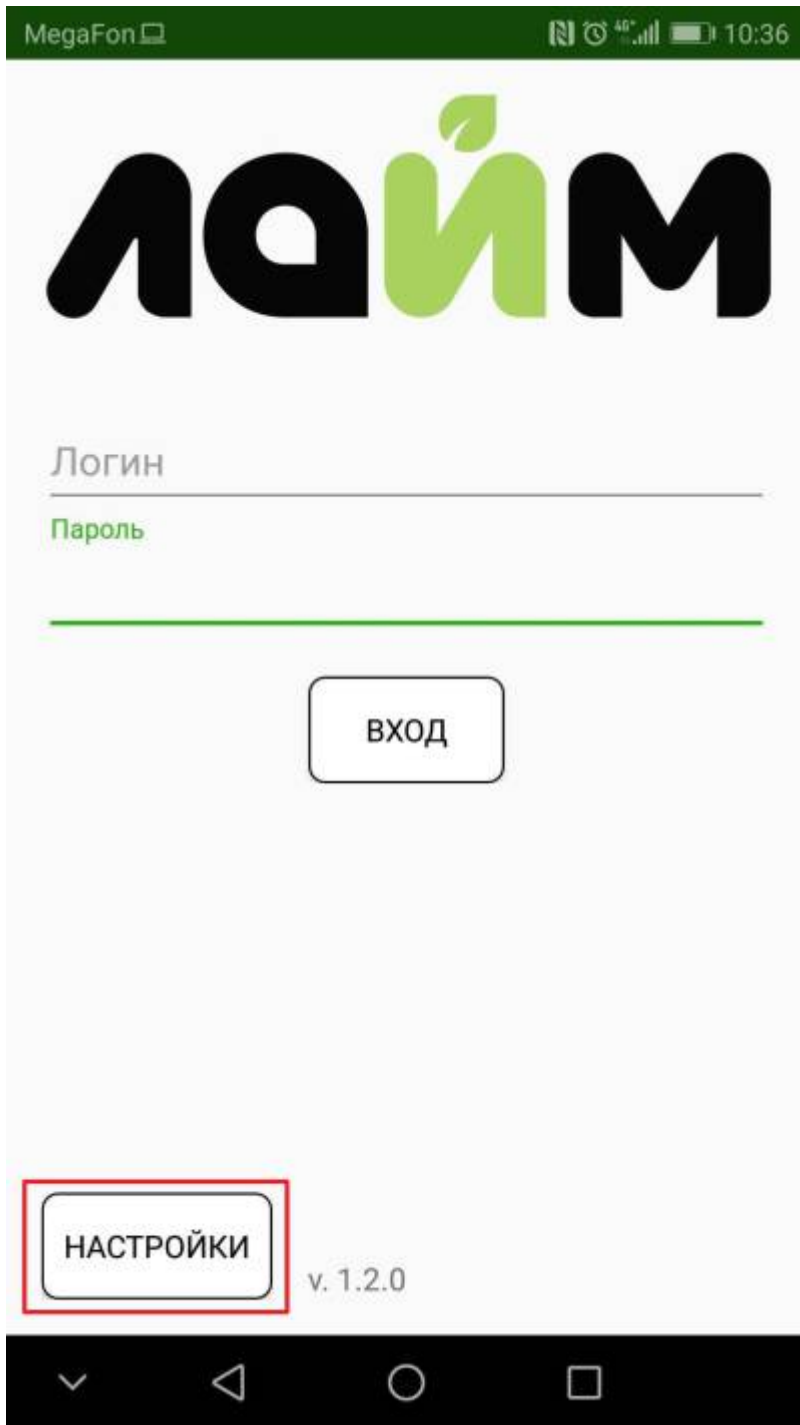 MegaFon 10:36
лайм
Логин
Пароль
ВХОД
НАСТРОЙКИ
v. 1.2.0